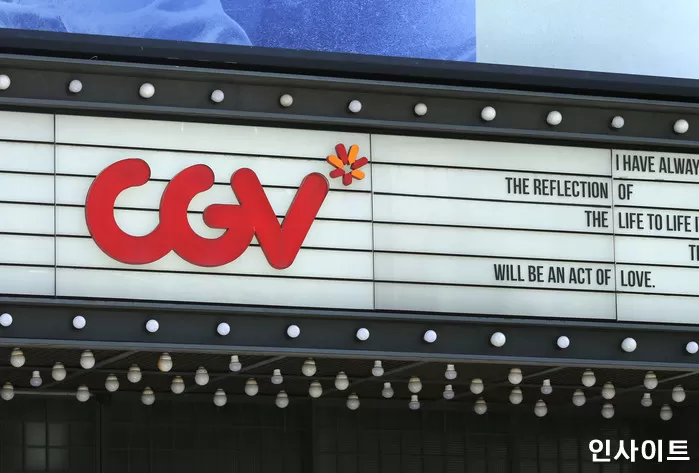 CGV
I HAVE ALWAY
THE REFLECTION OF
THE LIFE TO LIFE I
T
WILL BE AN ACT OF LOVE.
인사이트